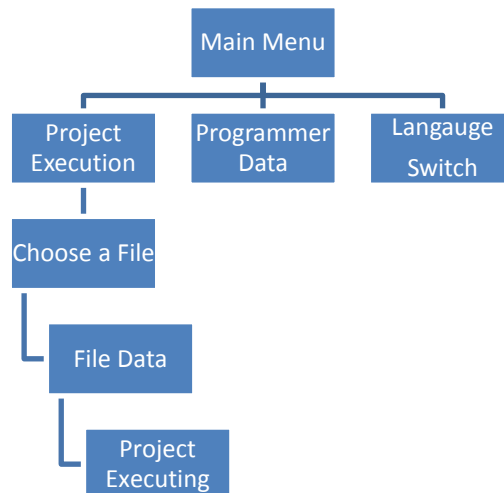 Main Menu
Project
Execution
Programmer
Data
Langauge
Switch
Choose a File
File Data
Project
Executing